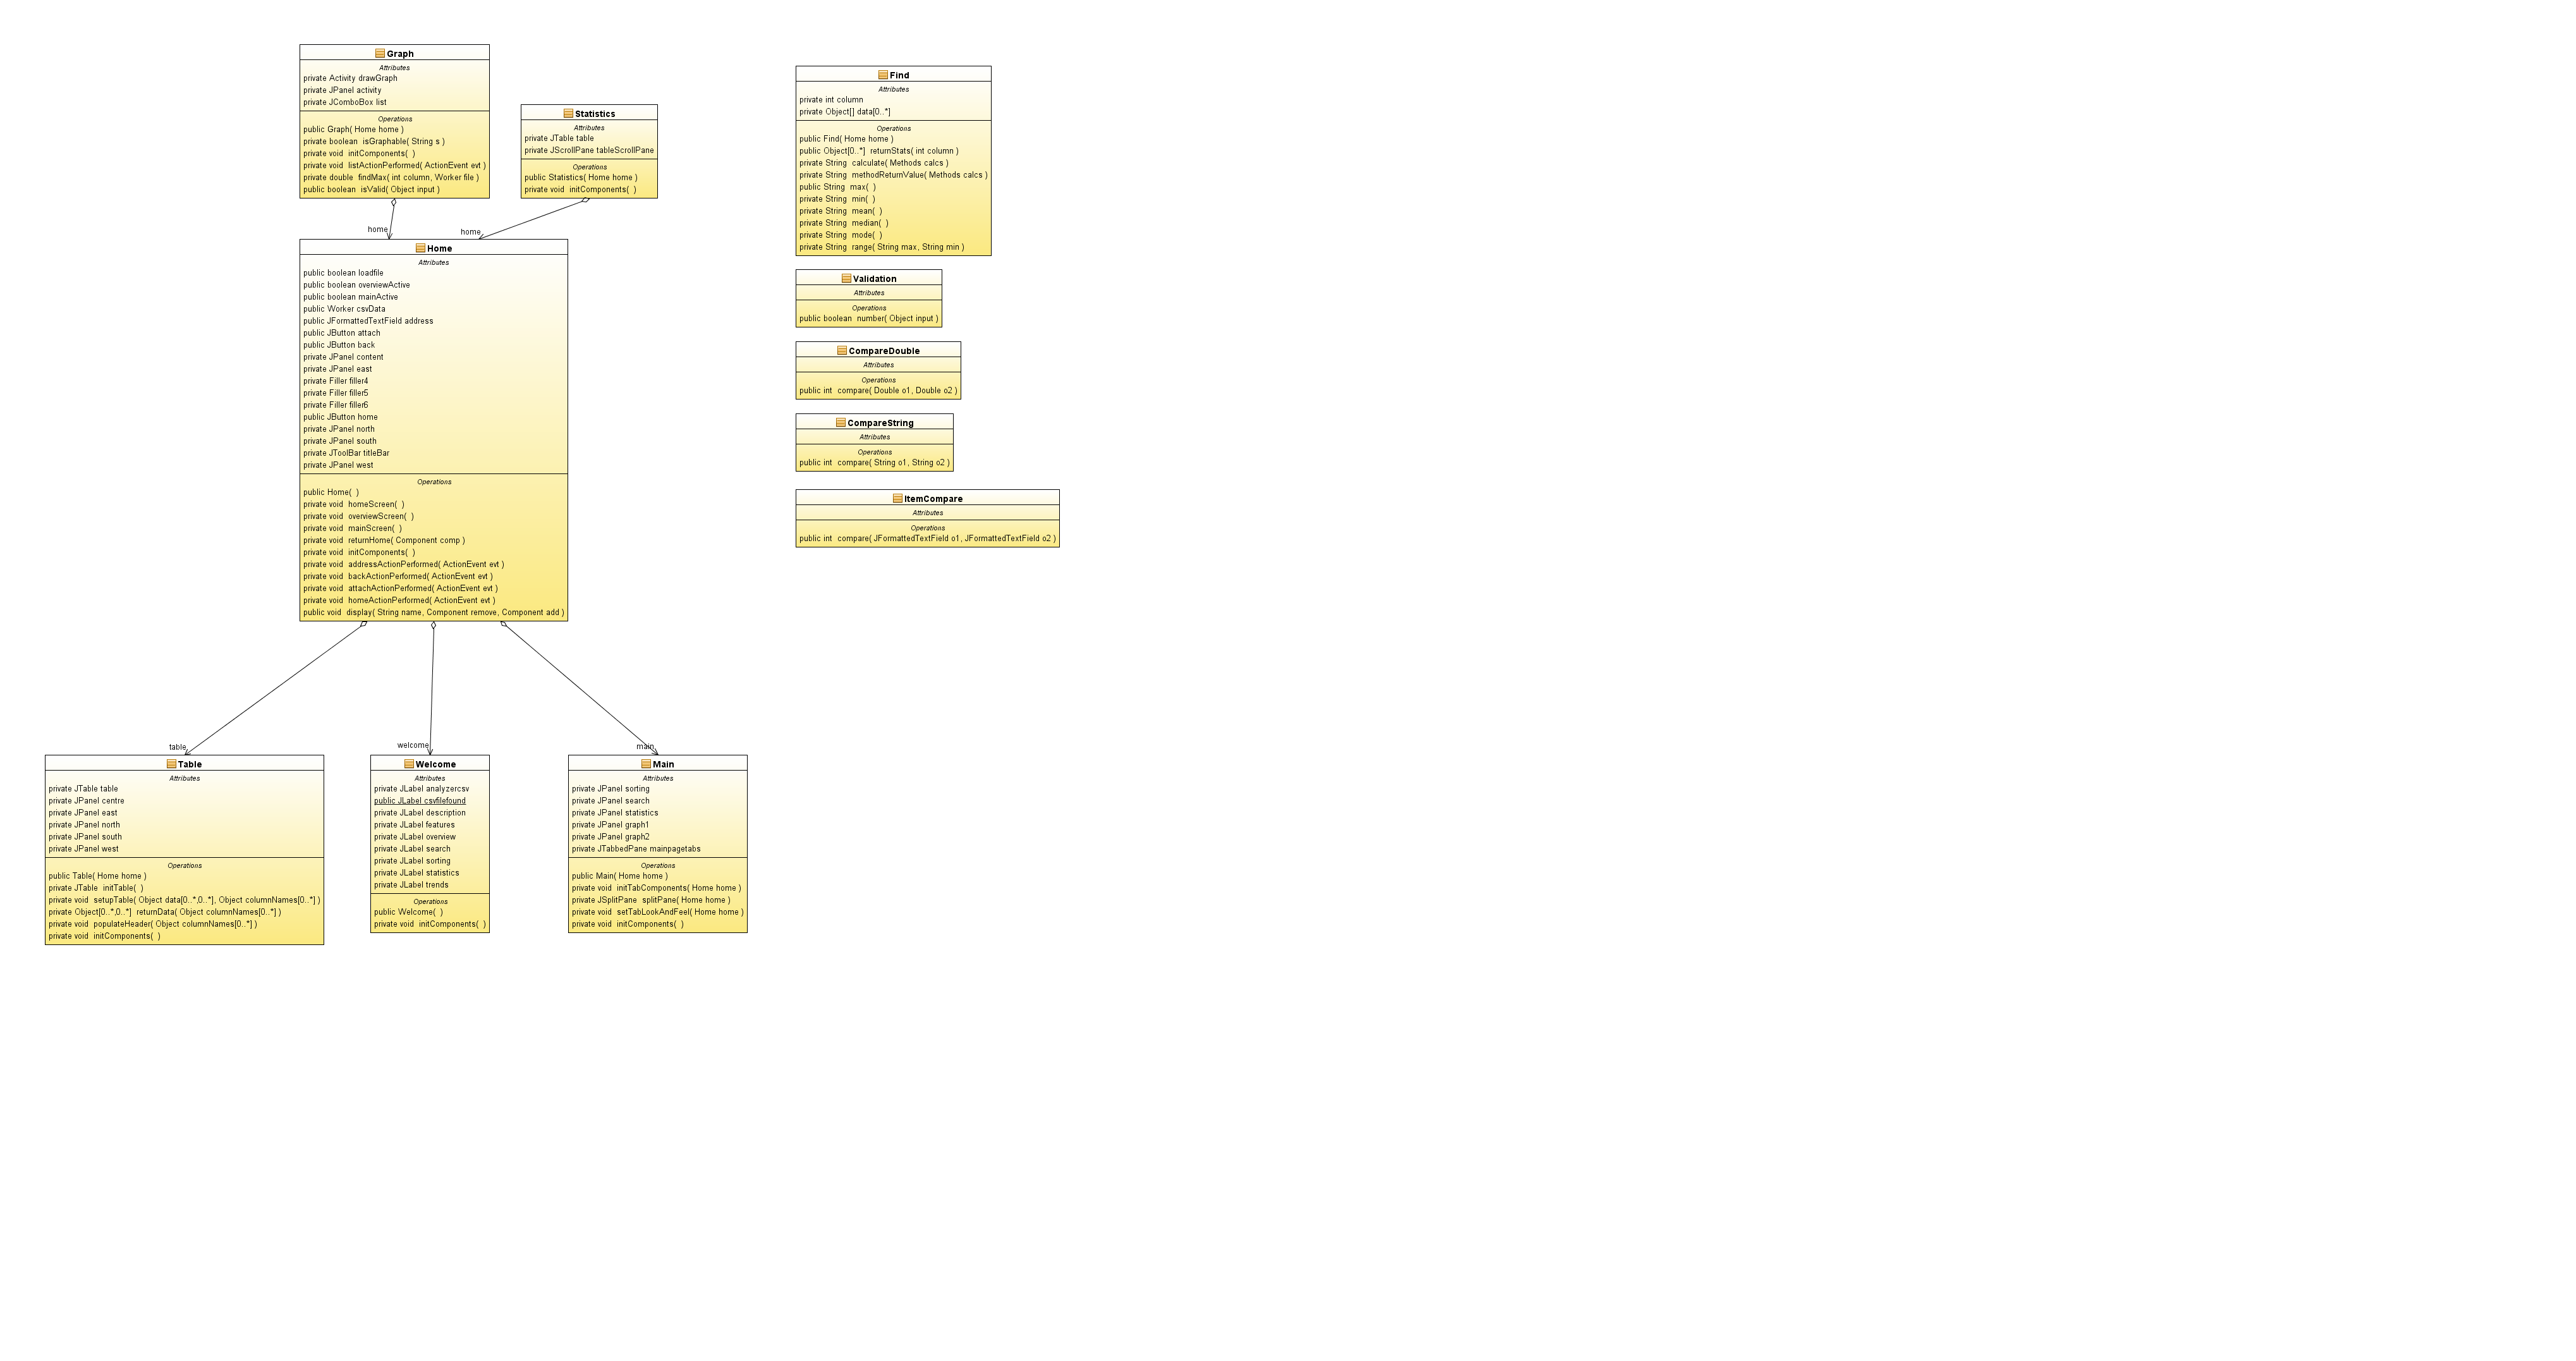 Graph
Attributes
private Activity drawGraph
private JPanel activity
private JComboBox list
Operations
public Graph( Home home )
private boolean  isGraphable( String s )
private void  initComponents(  )
private void  listActionPerformed( ActionEvent evt )
private double  findMax( int column, Worker file )
public boolean  isValid( Object input )
Statistics
Attributes
private JTable table
private JScrollPane tableScrollPane
Operations
public Statistics( Home home )
private void  initComponents(  )
home
home
Home
Attributes
public boolean loadfile
public boolean overviewActive
public boolean mainActive
public Worker csvData
public JFormattedTextField address
public JButton attach
public JButton back
private JPanel content
private JPanel east
private Filler filler4
private Filler filler5
private Filler filler6
public JButton home
private JPanel north
private JPanel south
private JToolBar titleBar
private JPanel west
Operations
public Home(  )
private void  homeScreen(  )
private void  overviewScreen(  )
private void  mainScreen(  )
private void  returnHome( Component comp )
private void  initComponents(  )
private void  addressActionPerformed( ActionEvent evt )
private void  backActionPerformed( ActionEvent evt )
private void  attachActionPerformed( ActionEvent evt )
private void  homeActionPerformed( ActionEvent evt )
public void  display( String name, Component remove, Component add )
table
welcome
main
Table
Attributes
private JTable table
private JPanel centre
private JPanel east
private JPanel north
private JPanel south
private JPanel west
Operations
public Table( Home home )
private JTable  initTable(  )
private void  setupTable( Object data[0..*,0..*], Object columnNames[0..*] )
private Object[0..*,0..*]  returnData( Object columnNames[0..*] )
private void  populateHeader( Object columnNames[0..*] )
private void  initComponents(  )
Welcome
Attributes
private JLabel analyzercsv
public JLabel csvfilefound
private JLabel description
private JLabel features
private JLabel overview
private JLabel search
private JLabel sorting
private JLabel statistics
private JLabel trends
Operations
public Welcome(  )
private void  initComponents(  )
Main
Attributes
private JPanel sorting
private JPanel search
private JPanel statistics
private JPanel graph1
private JPanel graph2
private JTabbedPane mainpagetabs
Operations
public Main( Home home )
private void  initTabComponents( Home home )
private JSplitPane  splitPane( Home home )
private void  setTabLookAndFeel( Home home )
private void  initComponents(  )
Find
Attributes
private int column
private Object[] data[0..*]
Operations
public Find( Home home )
public Object[0..*]  returnStats( int column )
private String  calculate( Methods calcs )
private String  methodReturnValue( Methods calcs )
public String  max(  )
private String  min(  )
private String  mean(  )
private String  median(  )
private String  mode(  )
private String  range( String max, String min )
Validation
Attributes
Operations
public boolean  number( Object input )
CompareDouble
Attributes
Operations
public int  compare( Double o1, Double o2 )
CompareString
Attributes
Operations
public int  compare( String o1, String o2 )
ItemCompare
Attributes
Operations
public int  compare( JFormattedTextField o1, JFormattedTextField o2 )